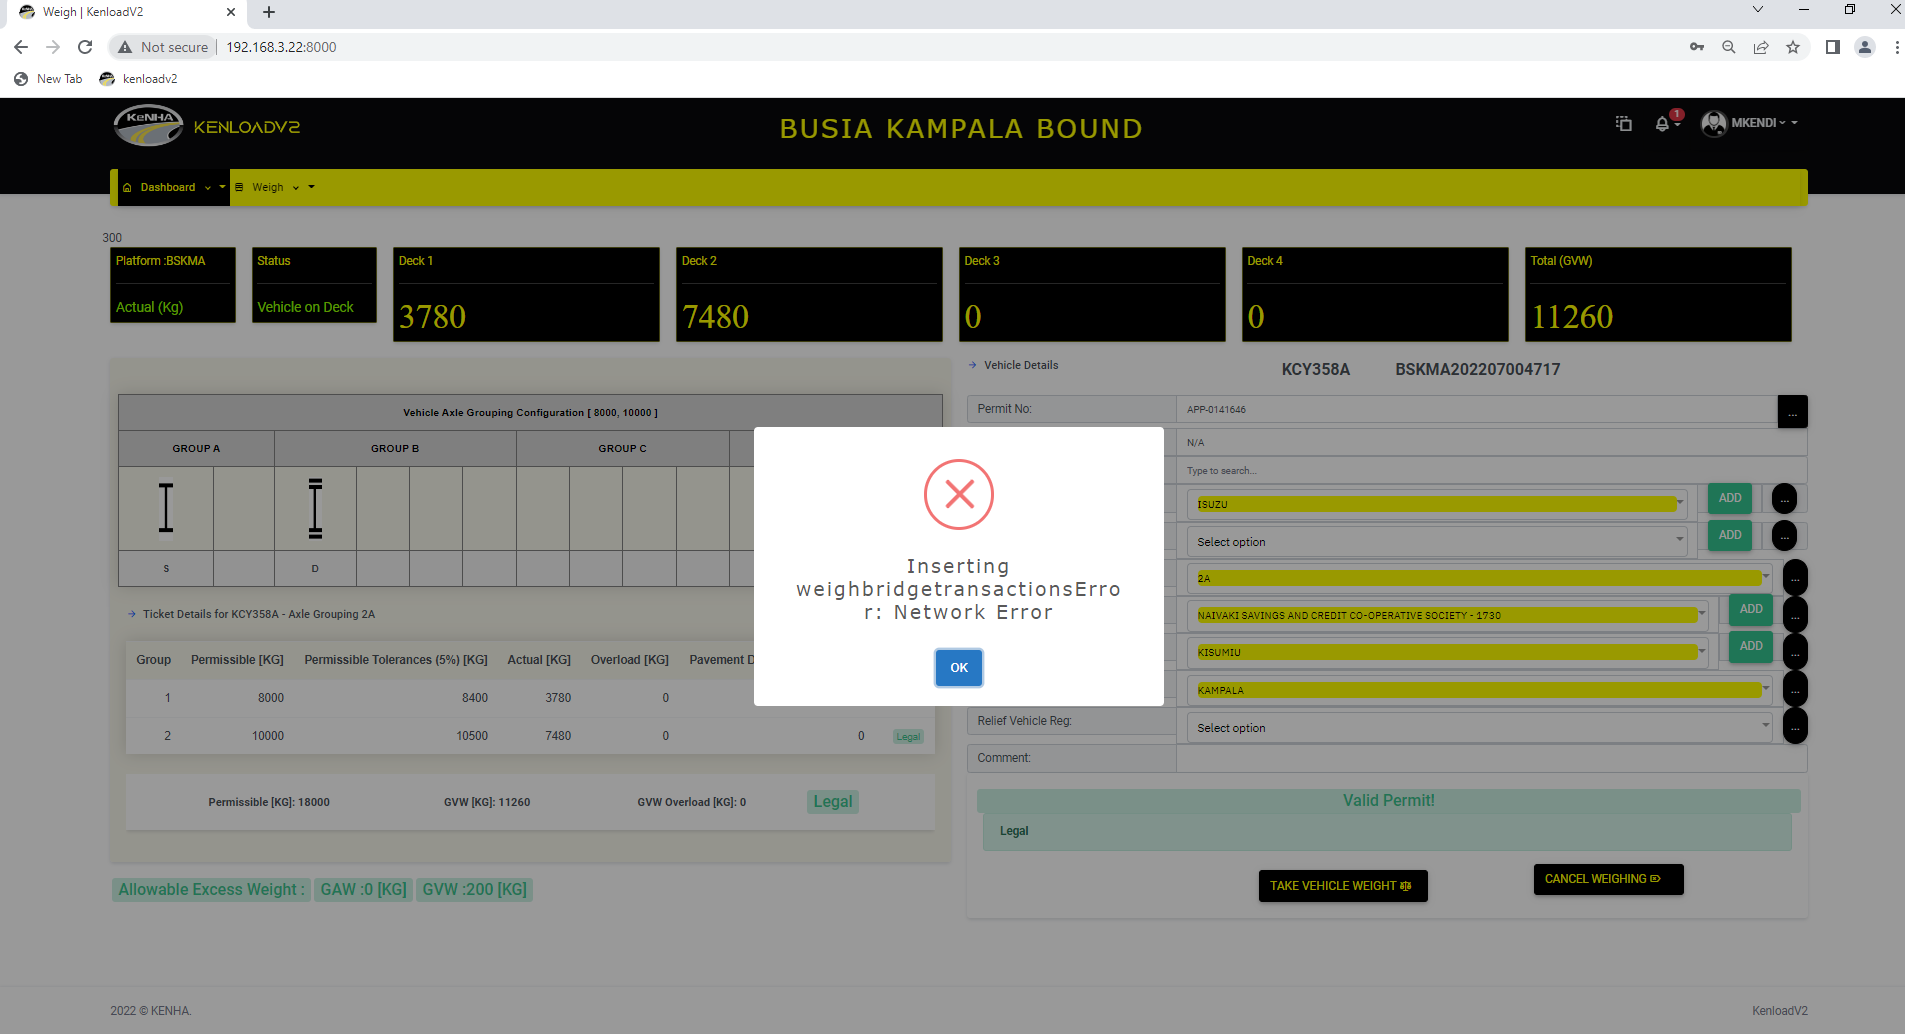 Weigh | KenloadV2
Not secure
192.168.3.22:8000
New Tab
kenloadv2
KeNHA
KENLOADV2
BUSIA KAMPALA BOUND
1
MKENDI
Dashboard
Weigh
300
Platform :BSKMA
Actual (Kg)
Status
Vehicle on Deck
Deck 1
3780
Deck 2
7480
Deck 3
0
Deck 4
0
Total (GVW)
11260
Vehicle Axle Grouping Configuration [ 8000, 10000 ]
GROUP A GROUP B GROUP C
S D
Ticket Details for KCY358A - Axle Grouping 2A
Group Permissible [KG] Permissible Tolerances (5%) [KG] Actual [KG] Overload [KG] Pavement D
1 8000 8400 3780 0
2 10000 10500 7480 0 0 Legal
Permissible [KG]: 18000 GVW [KG]: 11260 GVW Overload [KG]: 0 Legal
Allowable Excess Weight : GAW :0 [KG] GVW :200 [KG]
Vehicle Details KCY358A BSKMA202207004717
Permit No: APP-0141646 ...
N/A
Type to search...
ISUZU ADD ...
Select option ADD ...
2A ...
NAIVAKI SAVINGS AND CREDIT CO-OPERATIVE SOCIETY - 1730 ADD ...
KISUMIU ADD ...
KAMPALA ...
Relief Vehicle Reg: Select option ...
Comment:
Valid Permit!
Legal
TAKE VEHICLE WEIGHT
CANCEL WEIGHING
Inserting
weighbridgetransactionsErro
r: Network Error
OK
2022 © KENHA.
KenloadV2